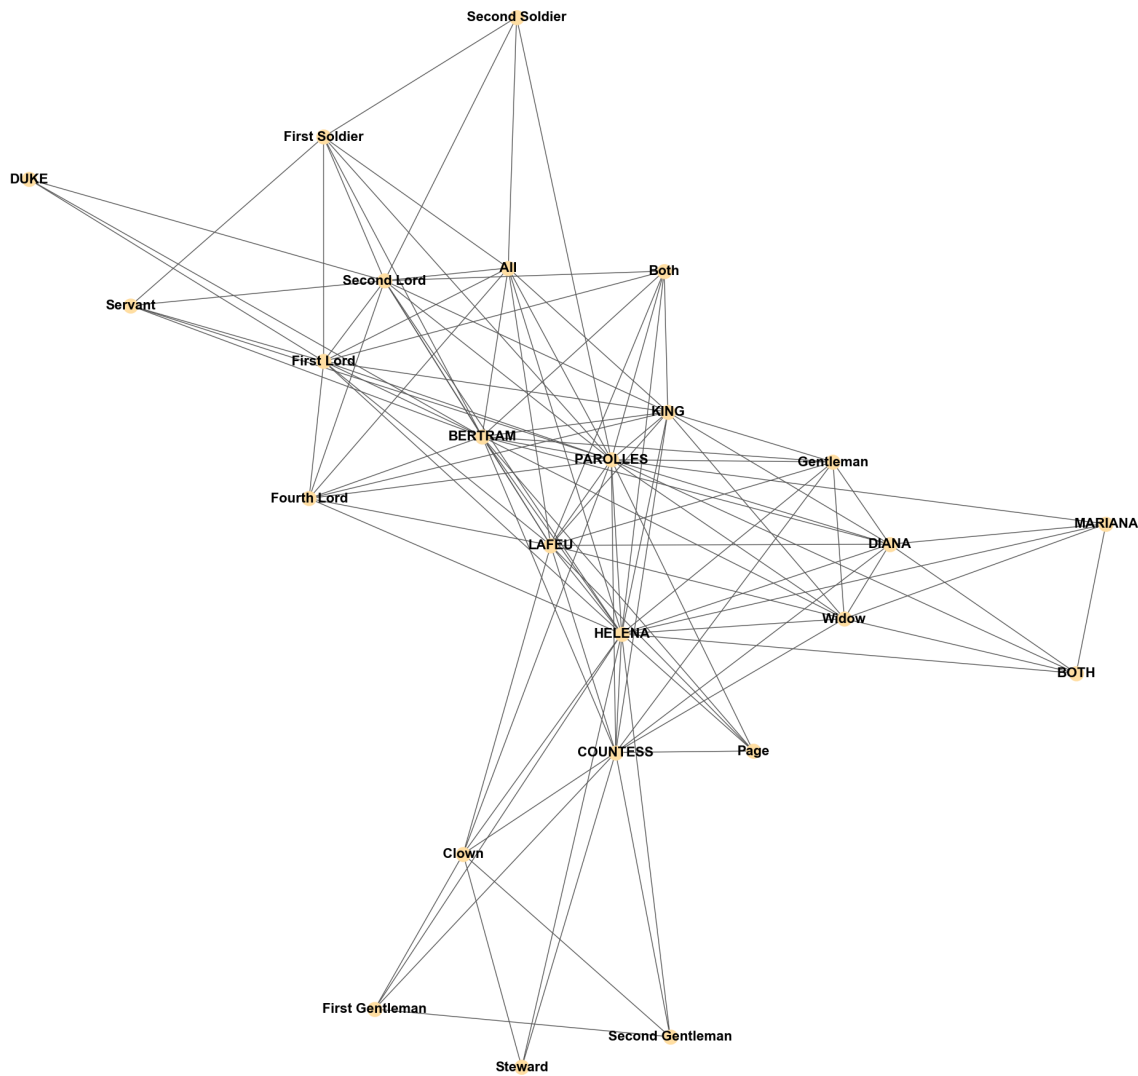 Second Soldier
First Soldier
DUKE
All
Both
Second Lord
Servant
First Lord
KING
BERTRAM
PAROLLES
Gentleman
Fourth Lord
MARIANA
LAFEU
DIANA
Widow
HELENA
BOTH
COUNTESS
Page
Clown
First Gentleman
Second Gentleman
Steward